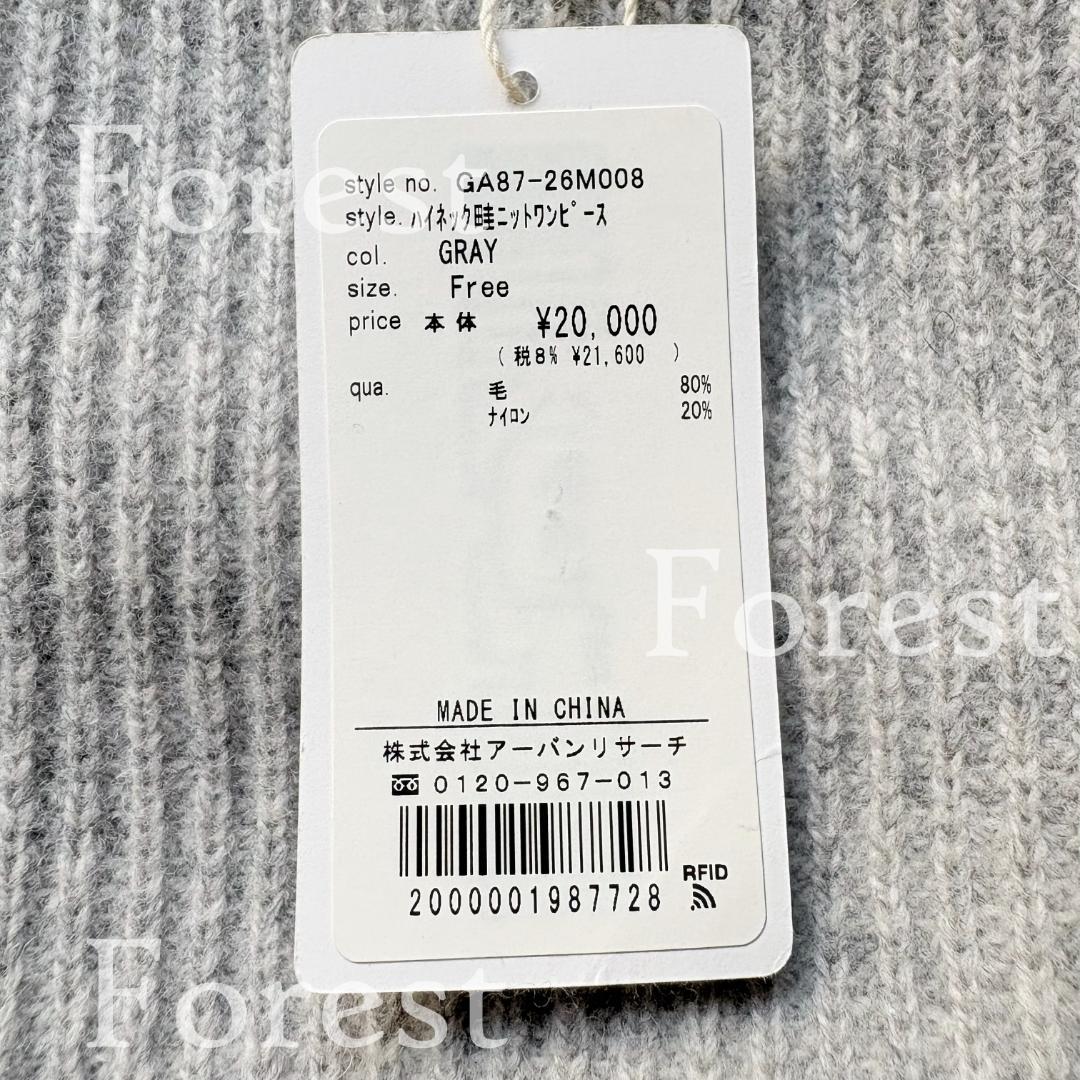 Forest
style no. GA87-26M008
style. ﾊｲﾈｯｸ畦ﾆｯﾄﾜﾝﾋﾟｰｽ
col. GRAY
size. Free
price 本体 ¥20,000
( 税8% ¥21,600 )
qua. 毛 80%
ﾅｲﾛﾝ 20%
Forest
MADE IN CHINA
株式会社アーバンリサーチ
0120-967-013
RFID
2000001987728
Forest